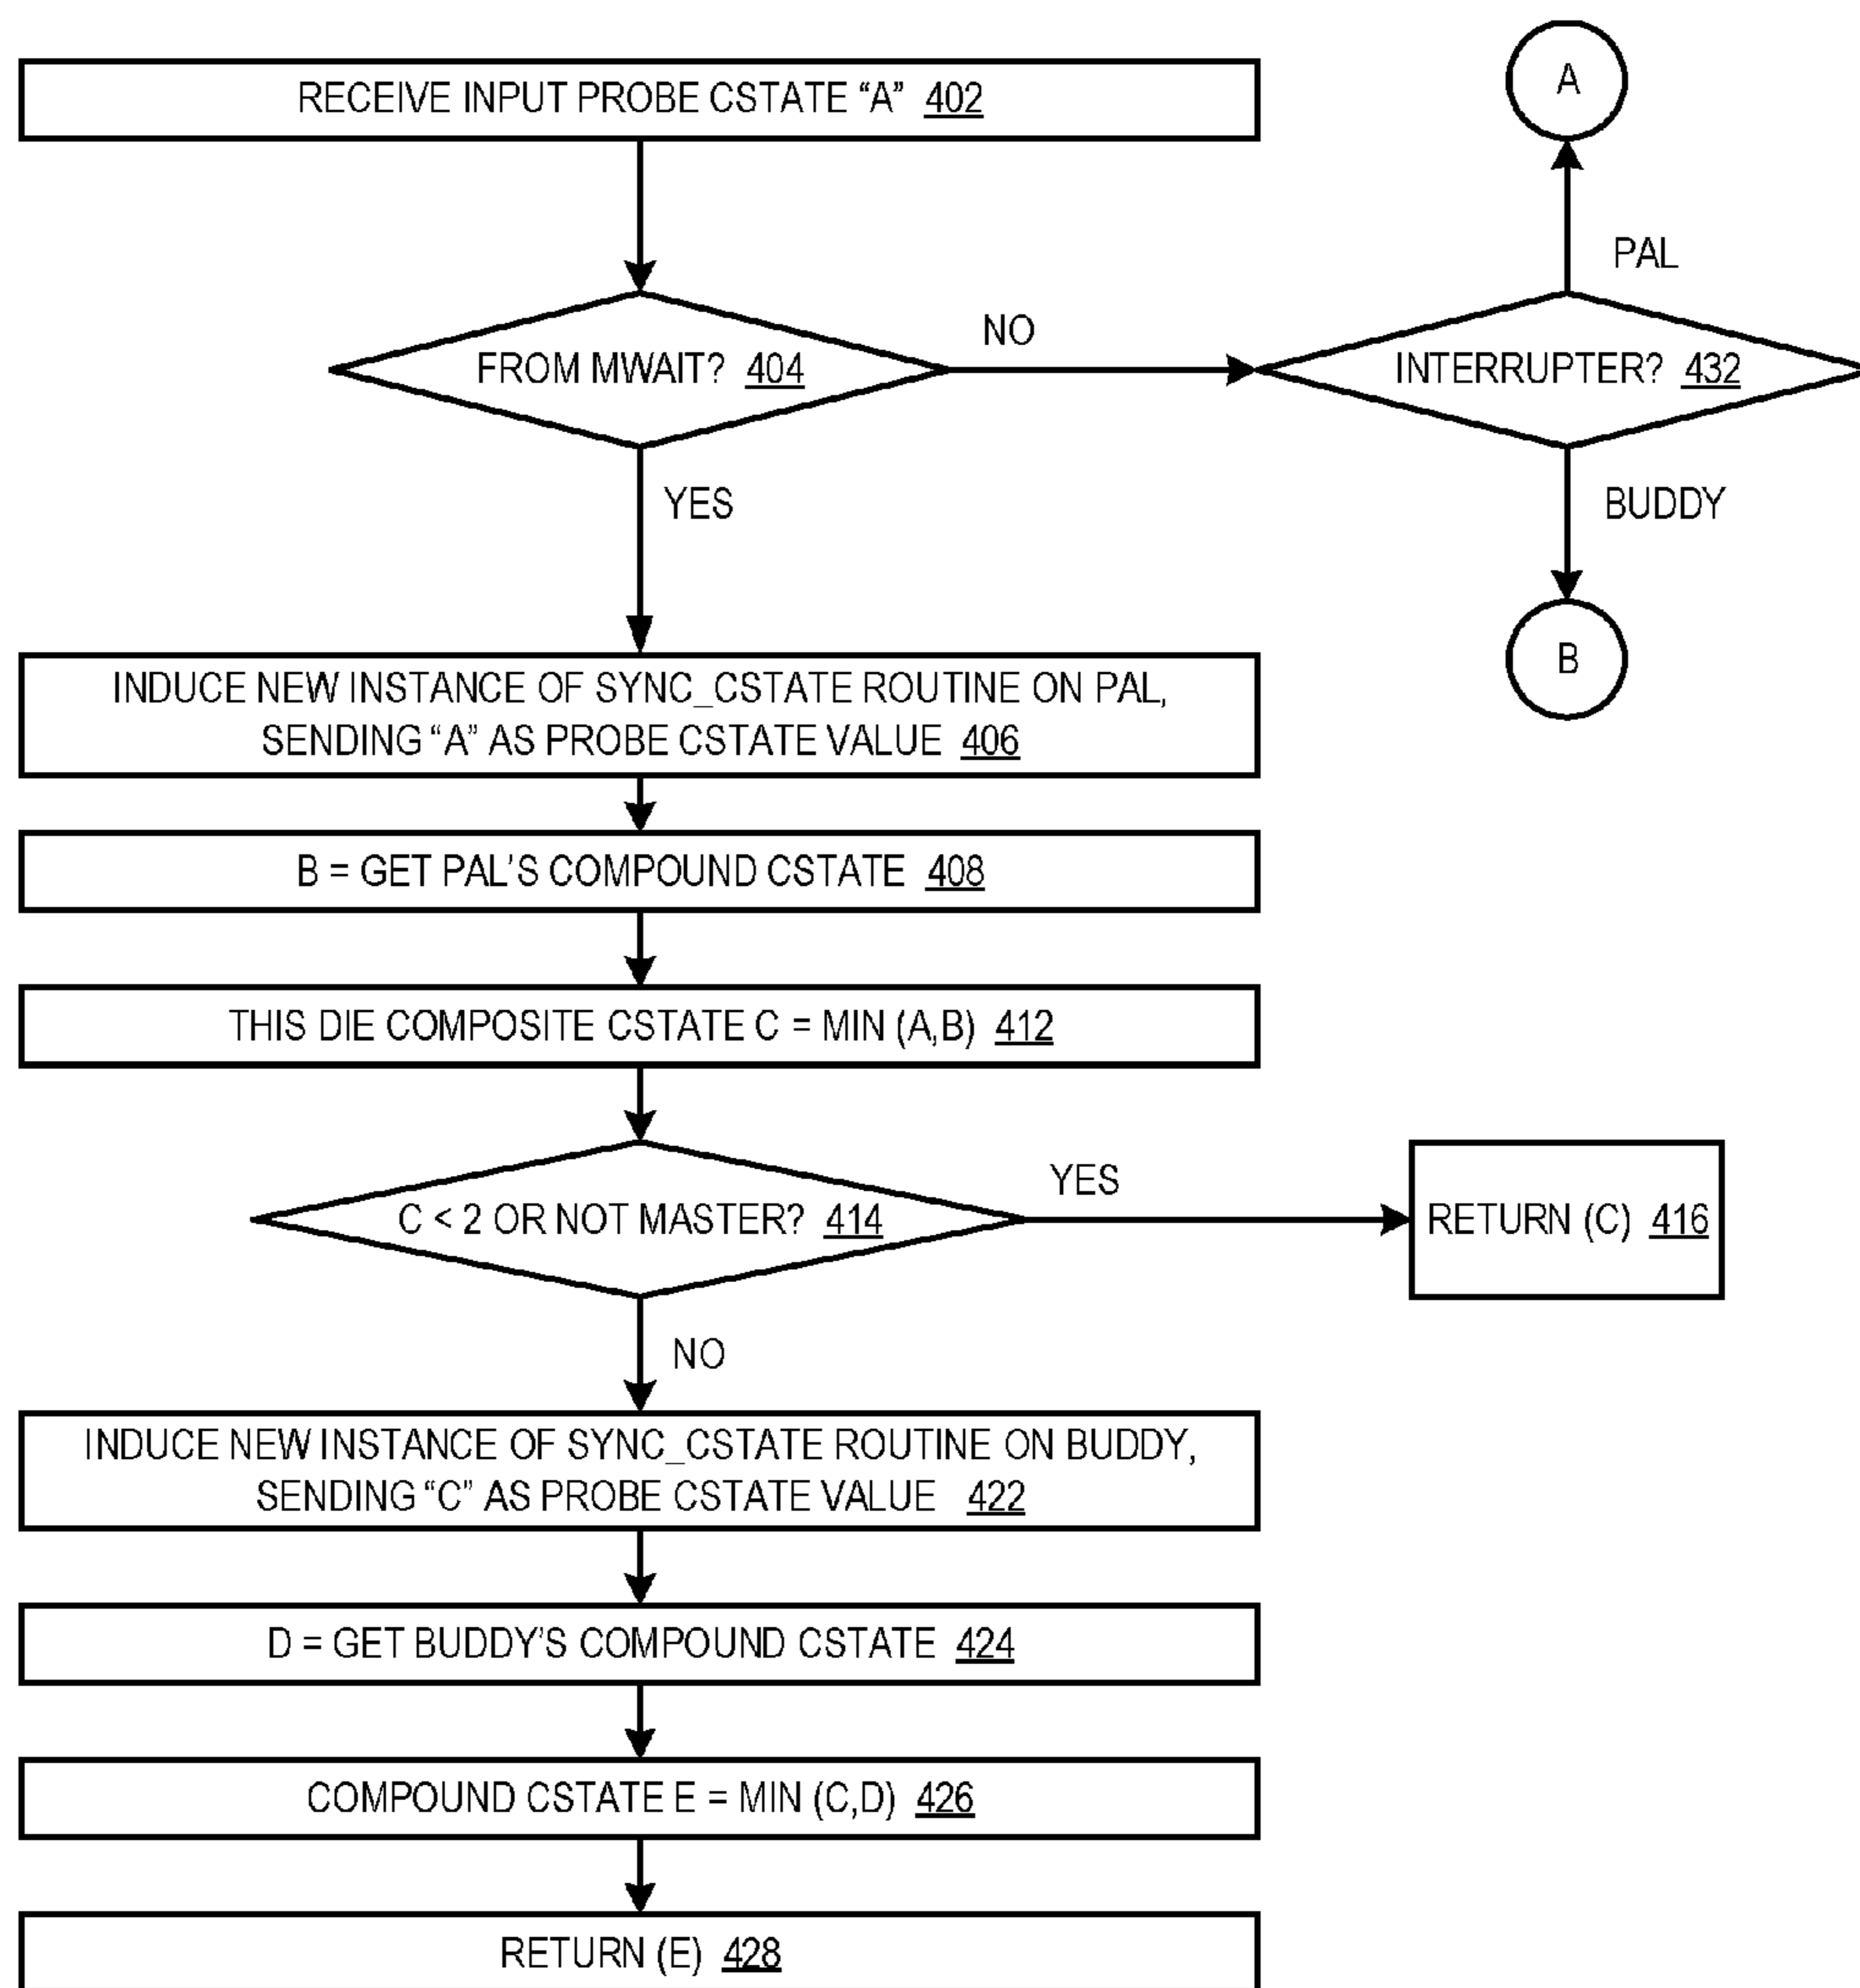 RECEIVE INPUT PROBE CSTATE “A” 402
A
PAL
FROM MWAIT? 404
NO
INTERRUPTER? 432
YES
BUDDY
B
INDUCE NEW INSTANCE OF SYNC_CSTATE ROUTINE ON PAL,
SENDING “A” AS PROBE CSTATE VALUE 406
B = GET PAL’S COMPOUND CSTATE 408
THIS DIE COMPOSITE CSTATE C = MIN (A,B) 412
C < 2 OR NOT MASTER? 414
YES
RETURN (C) 416
NO
INDUCE NEW INSTANCE OF SYNC_CSTATE ROUTINE ON BUDDY,
SENDING “C” AS PROBE CSTATE VALUE 422
D = GET BUDDY’S COMPOUND CSTATE 424
COMPOUND CSTATE E = MIN (C,D) 426
RETURN (E) 428